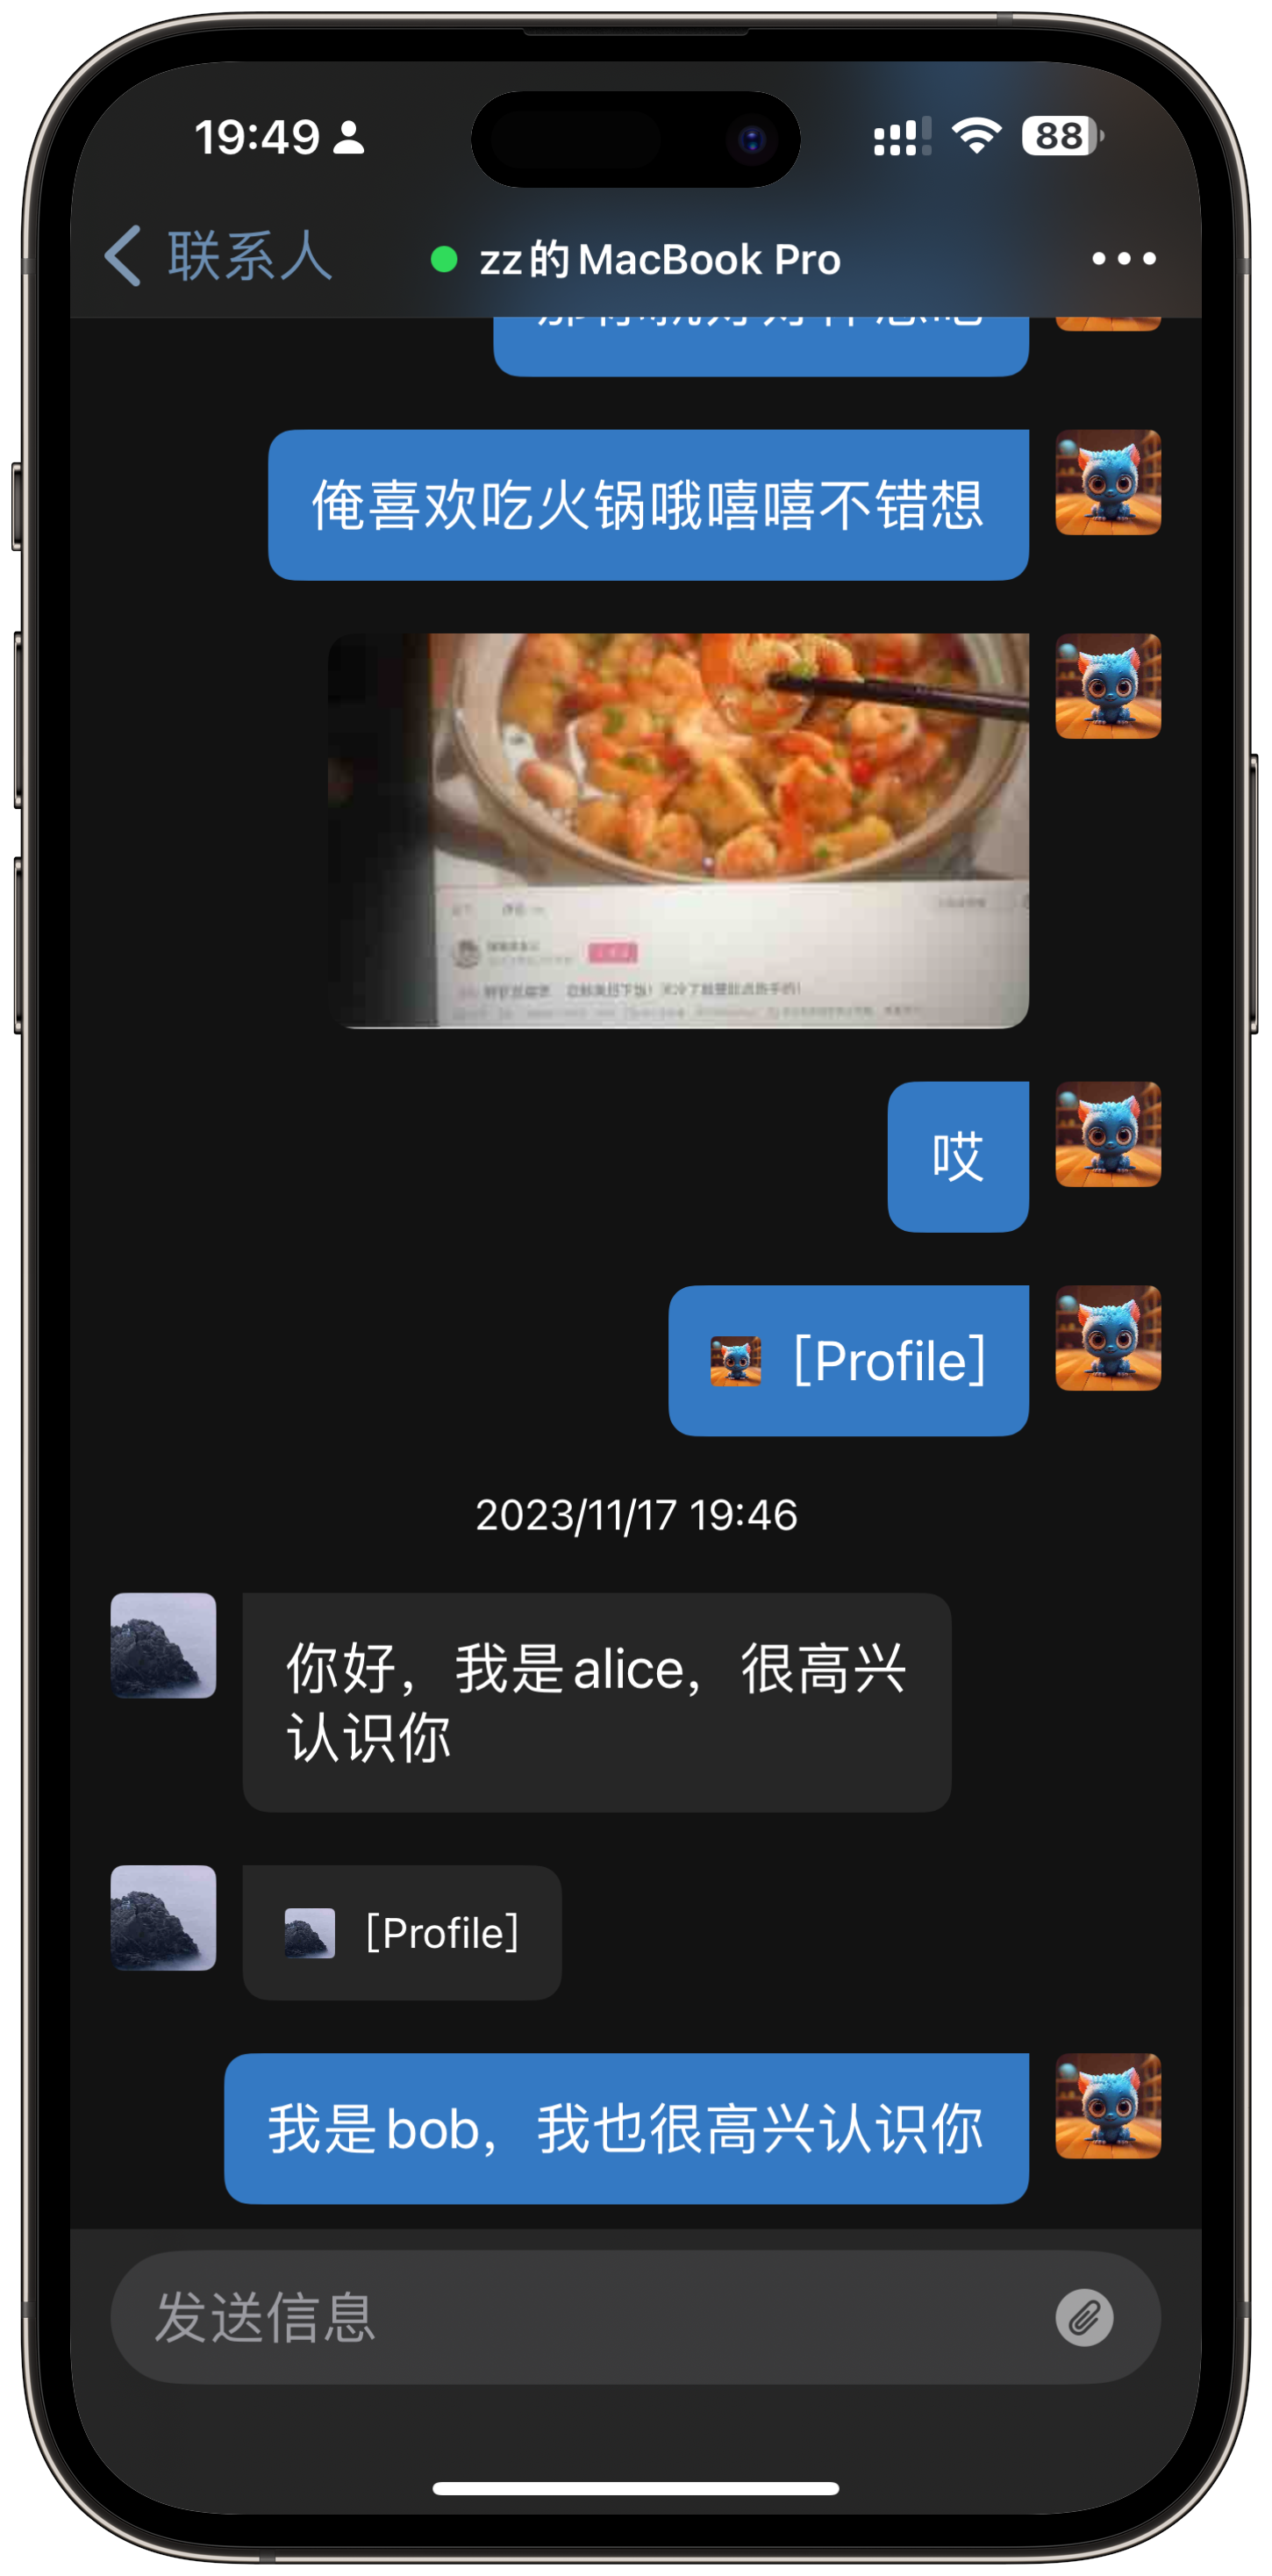 19:49
88
联系人
zz的MacBook Pro
俺喜欢吃火锅哦嘻嘻不错想
哎
[Profile]
2023/11/17 19:46
你好，我是alice，很高兴
认识你
[Profile]
我是bob，我也很高兴认识你
发送信息